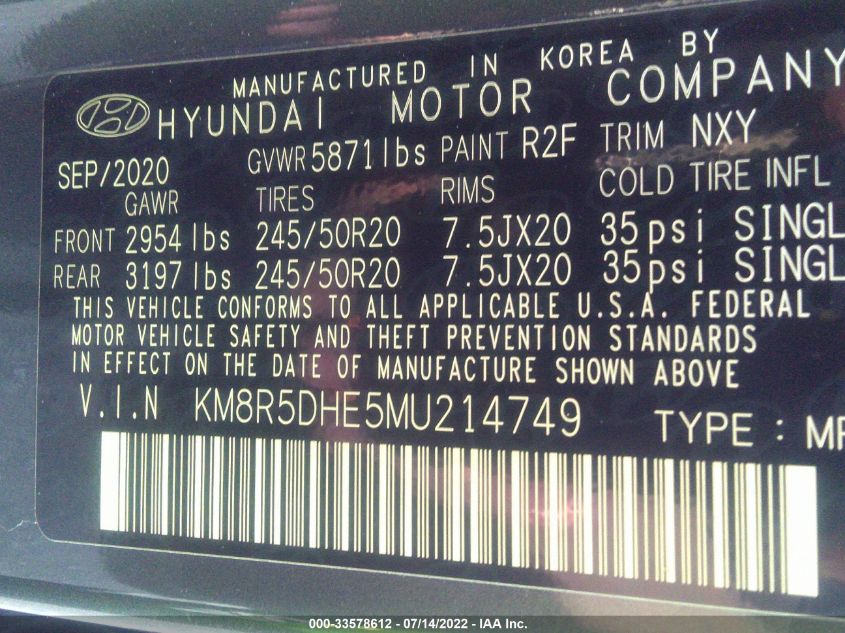 MANUFACTURED IN KOREA BY
HYUNDAI MOTOR COMPANY
SEP/2020 GVWR 5871 lbs PAINT R2F TRIM NXY
GAWR TIRES RIMS COLD TIRE INFL
FRONT 2954 lbs 245/50R20 7.5JX20 35psi SINGL
REAR 3197 lbs 245/50R20 7.5JX20 35psi SINGL
THIS VEHICLE CONFORMS TO ALL APPLICABLE U.S.A. FEDERAL
MOTOR VEHICLE SAFETY AND THEFT PREVENTION STANDARDS
IN EFFECT ON THE DATE OF MANUFACTURE SHOWN ABOVE
V.I.N KM8R5DHE5MU214749 TYPE : MP
000-33578612 - 07/14/2022 - IAA Inc.